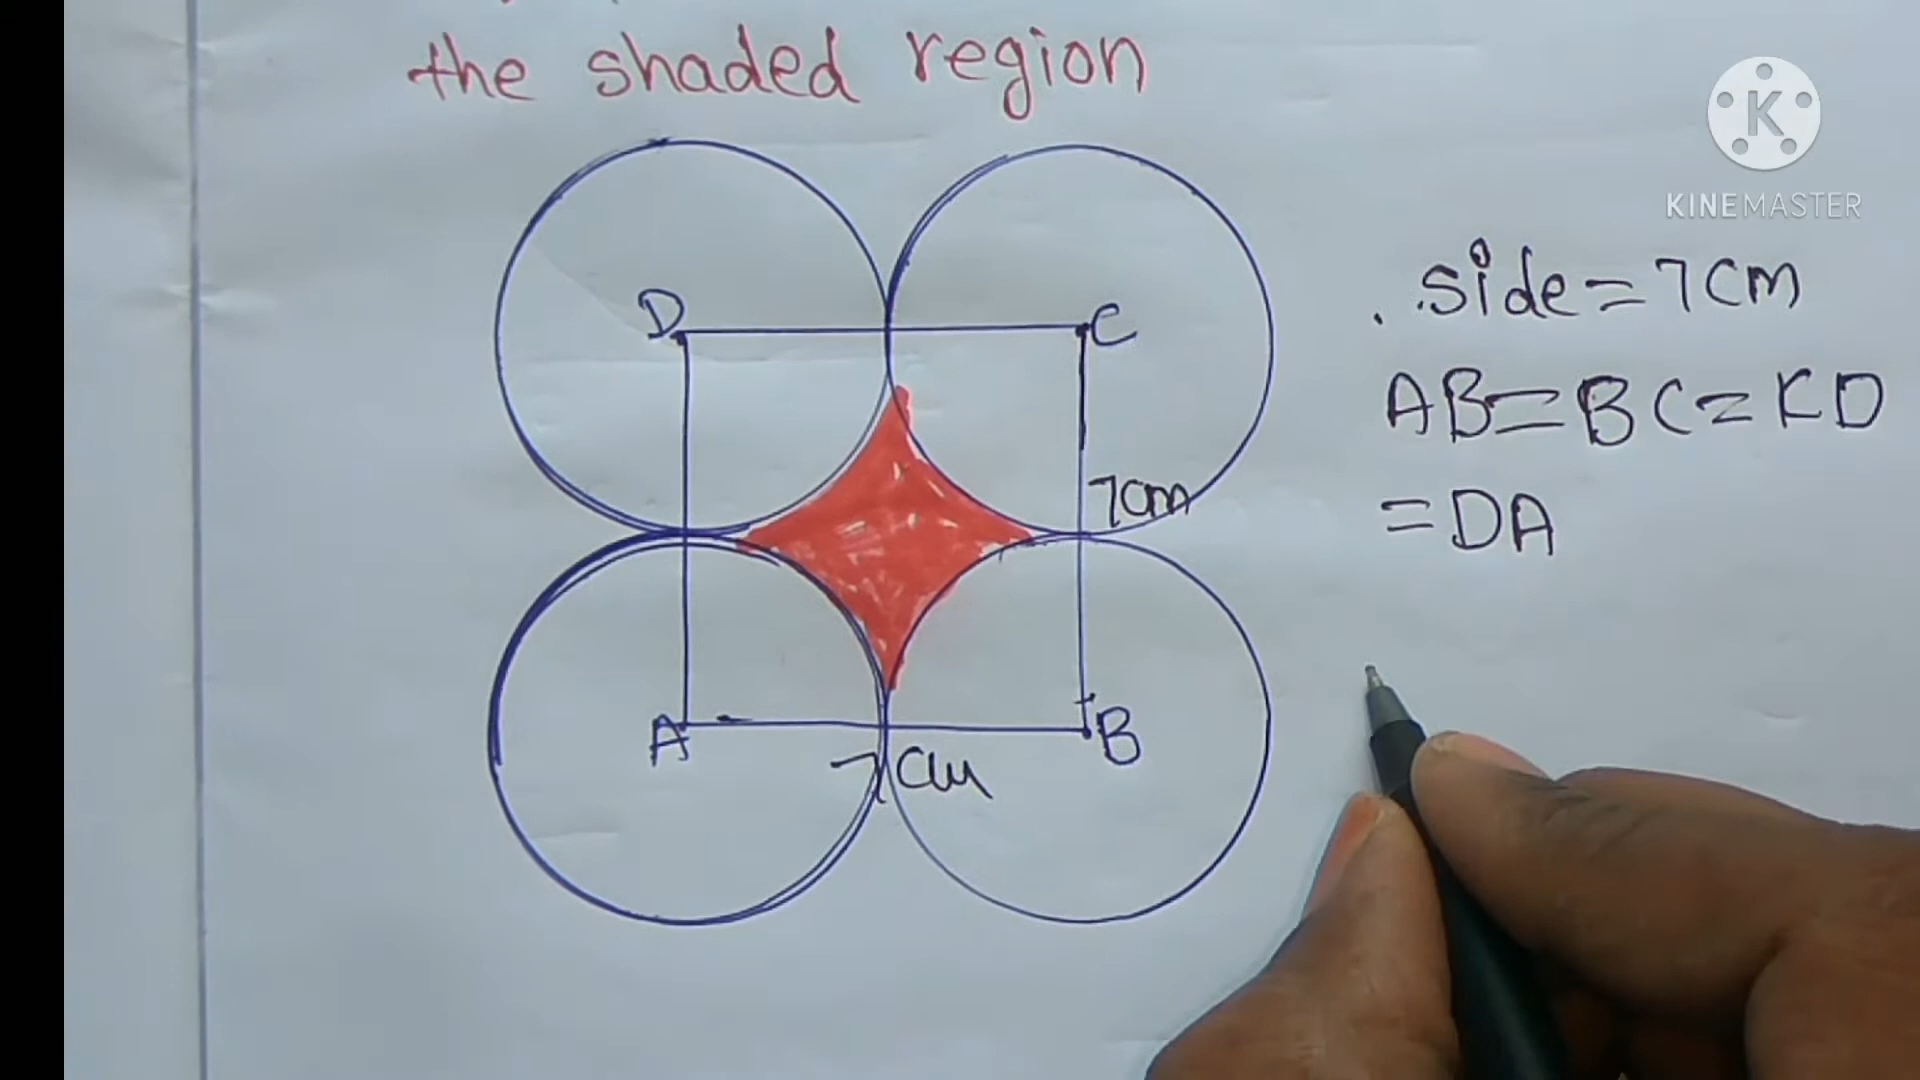 the shaded region
K
KINEMASTER
D
C
side = 7cm
AB = BC = CD
= DA
7cm
A
B
7cm